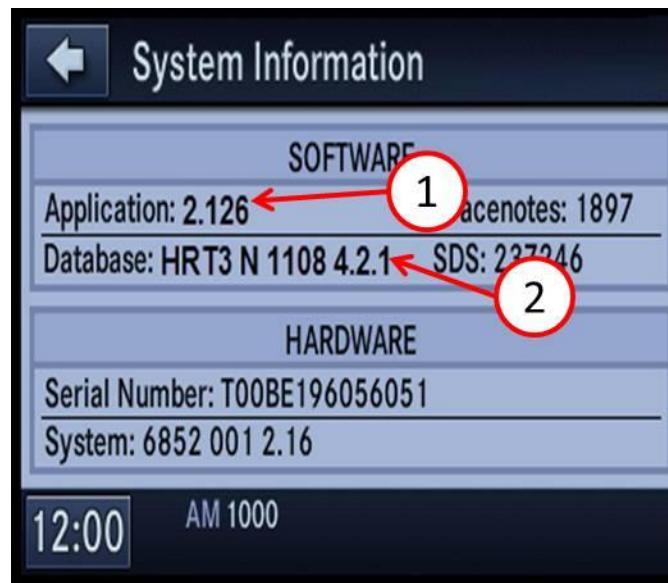 System Information
SOFTWARE
Application: 2.126
acenotes: 1897
1
Database: HRT3 N 1108 4.2.1
SDS: 237246
2
HARDWARE
Serial Number: T00BE196056051
System: 6852 001 2.16
12:00
AM 1000